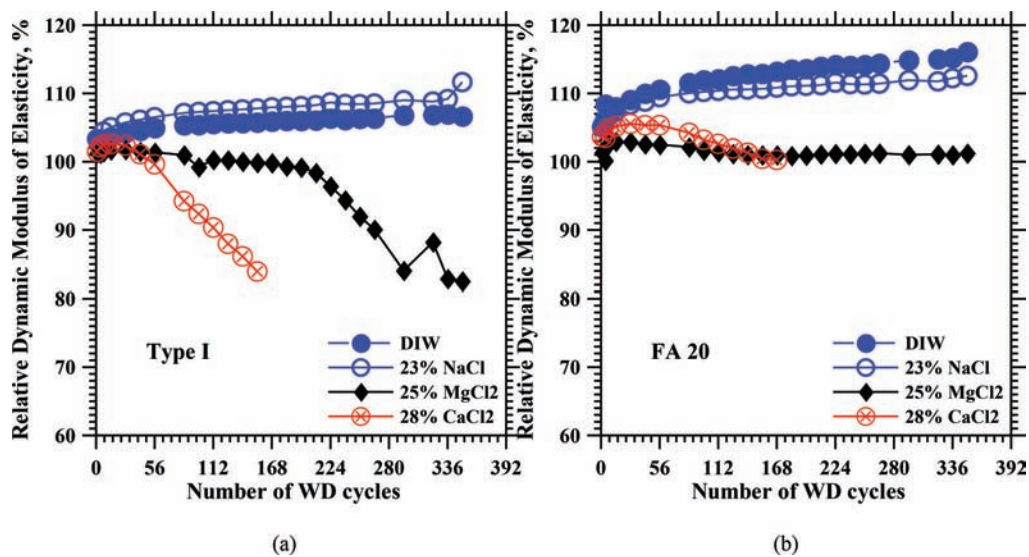 Relative Dynamic Modulus of Elasticity, %
120
110
100
90
80
70
60
Type I
DIW
23% NaCl
25% MgCl2
28% CaCl2
0 56 112 168 224 280 336 392
Number of WD cycles
(a)
Relative Dynamic Modulus of Elasticity, %
120
110
100
90
80
70
60
FA 20
DIW
23% NaCl
25% MgCl2
28% CaCl2
0 56 112 168 224 280 336 392
Number of WD cycles
(b)